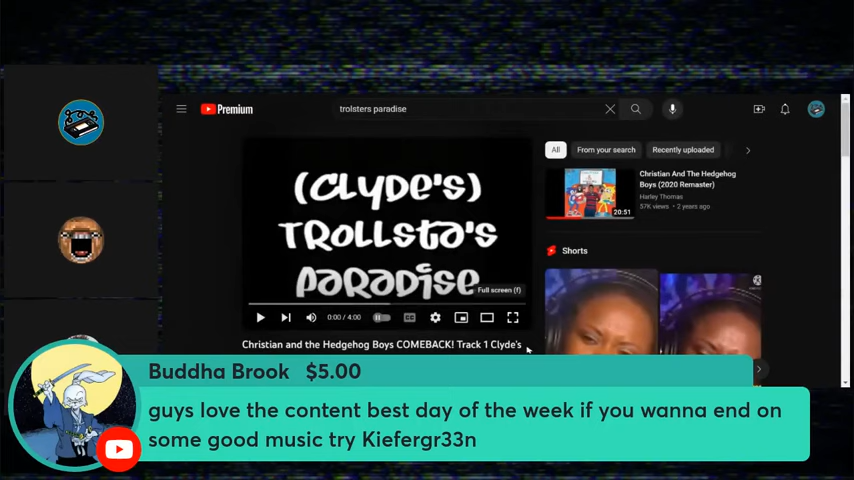 Premium
trolsters paradise
(Clyde's)
Trollsta's
Paradise
Full screen (f)
0:00 / 4:00
CC
Christian and the Hedgehog Boys COMEBACK! Track 1 Clyde's
All
From your search
Recently uploaded
Christian And The Hedgehog
Boys (2020 Remaster)
Harley Thomas
57K views • 2 years ago
20:51
Shorts
Buddha Brook $5.00
guys love the content best day of the week if you wanna end on
some good music try Kiefergr33n